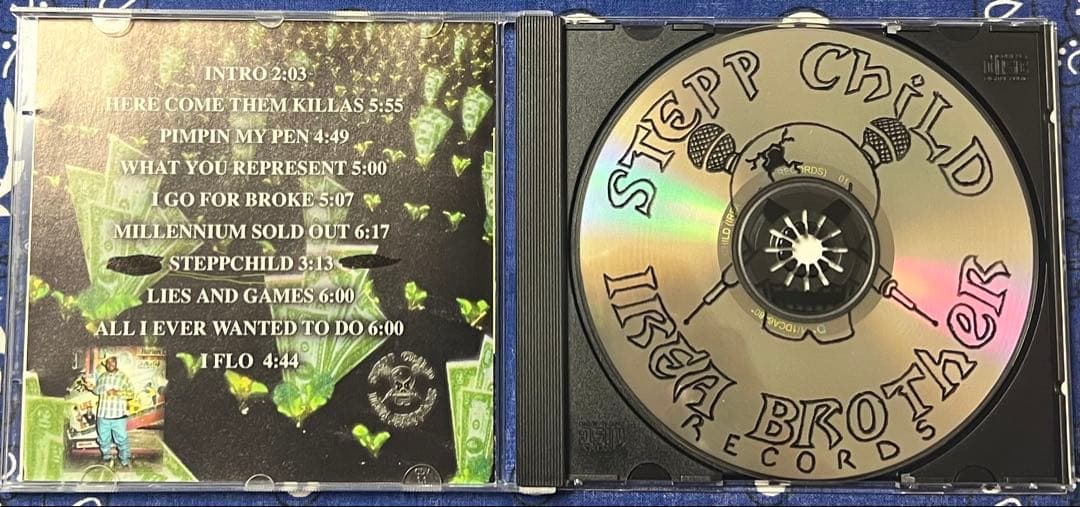 INTRO 2:03
HERE COME THEM KILLAS 5:55
PIMPIN MY PEN 4:49
WHAT YOU REPRESENT 5:00
I GO FOR BROKE 5:07
MILLENNIUM SOLD OUT 6:17
STEPPCHILD 3:13
LIES AND GAMES 6:00
ALL I EVER WANTED TO DO 6:00
I FLO 4:44
STEPP CHiLD
IREA BROTHER
RECORDS